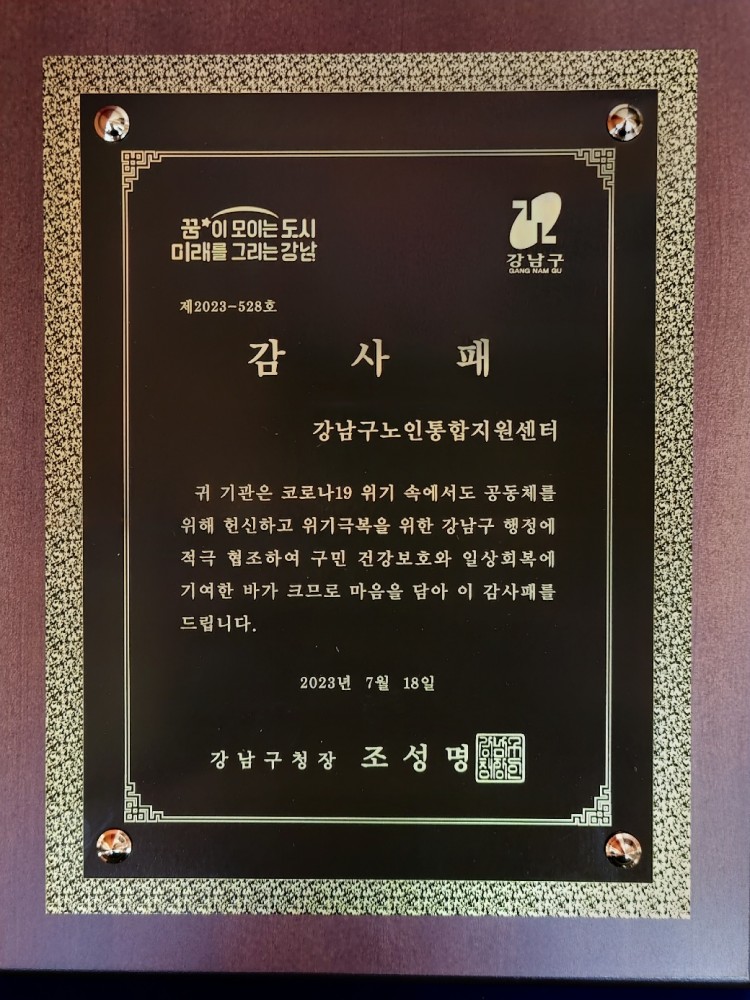 꿈이 모이는 도시
미래를 그리는 강남
강남구
GANG NAM GU
제2023-528호
감 사 패
강남구노인통합지원센터
귀 기관은 코로나19 위기 속에서도 공동체를
위해 헌신하고 위기극복을 위한 강남구 행정에
적극 협조하여 구민 건강보호와 일상회복에
기여한 바가 크므로 마음을 담아 이 감사패를
드립니다.
2023년 7월 18일
강남구청장 조성명